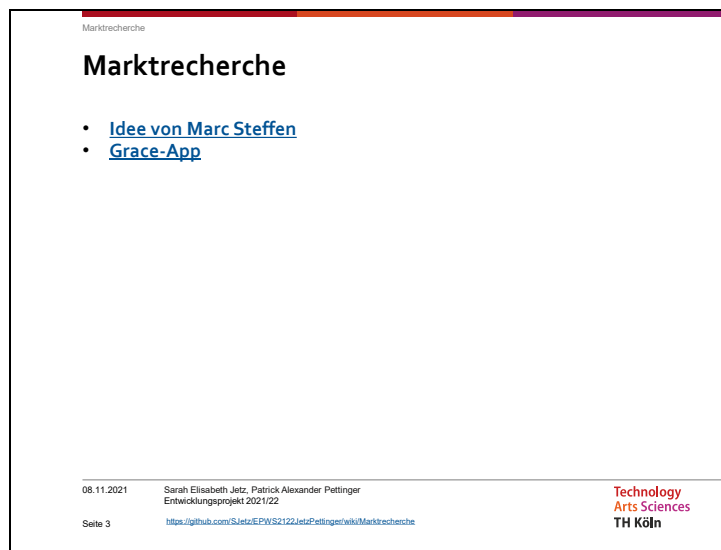 Marktrecherche
Marktrecherche
• Idee von Marc Steffen
• Grace-App
08.11.2021
Sarah Elisabeth Jetz, Patrick Alexander Pettinger
Entwicklungsprojekt 2021/22
Seite 3
https://github.com/SJetz/EPWS2122JetzPettinger/wiki/Marktrecherche
Technology
Arts Sciences
TH Köln